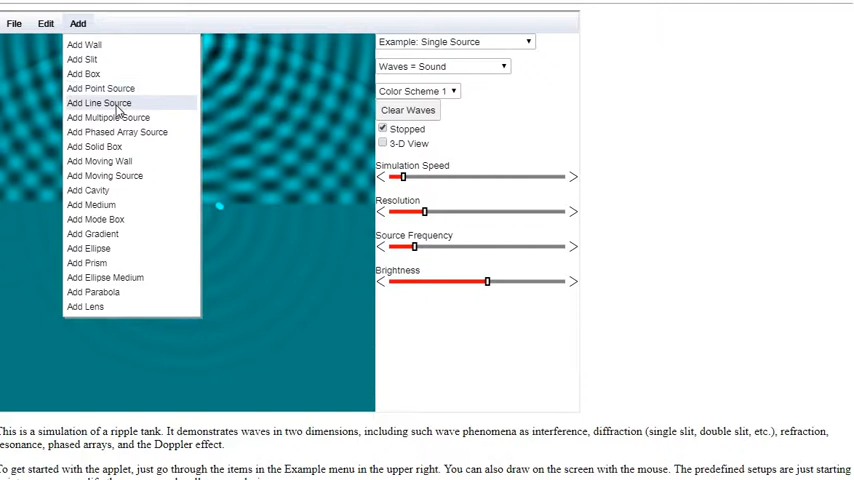 File Edit Add
Add Wall
Add Slit
Add Box
Add Point Source
Add Line Source
Add Multipole Source
Add Phased Array Source
Add Solid Box
Add Moving Wall
Add Moving Source
Add Cavity
Add Medium
Add Mode Box
Add Gradient
Add Ellipse
Add Prism
Add Ellipse Medium
Add Parabola
Add Lens
Example: Single Source
Waves = Sound
Color Scheme 1
Clear Waves
Stopped
3-D View
Simulation Speed
Resolution
Source Frequency
Brightness
This is a simulation of a ripple tank. It demonstrates waves in two dimensions, including such wave phenomena as interference, diffraction (single slit, double slit, etc.), refraction,
resonance, phased arrays, and the Doppler effect.
To get started with the applet, just go through the items in the Example menu in the upper right. You can also draw on the screen with the mouse. The predefined setups are just starting